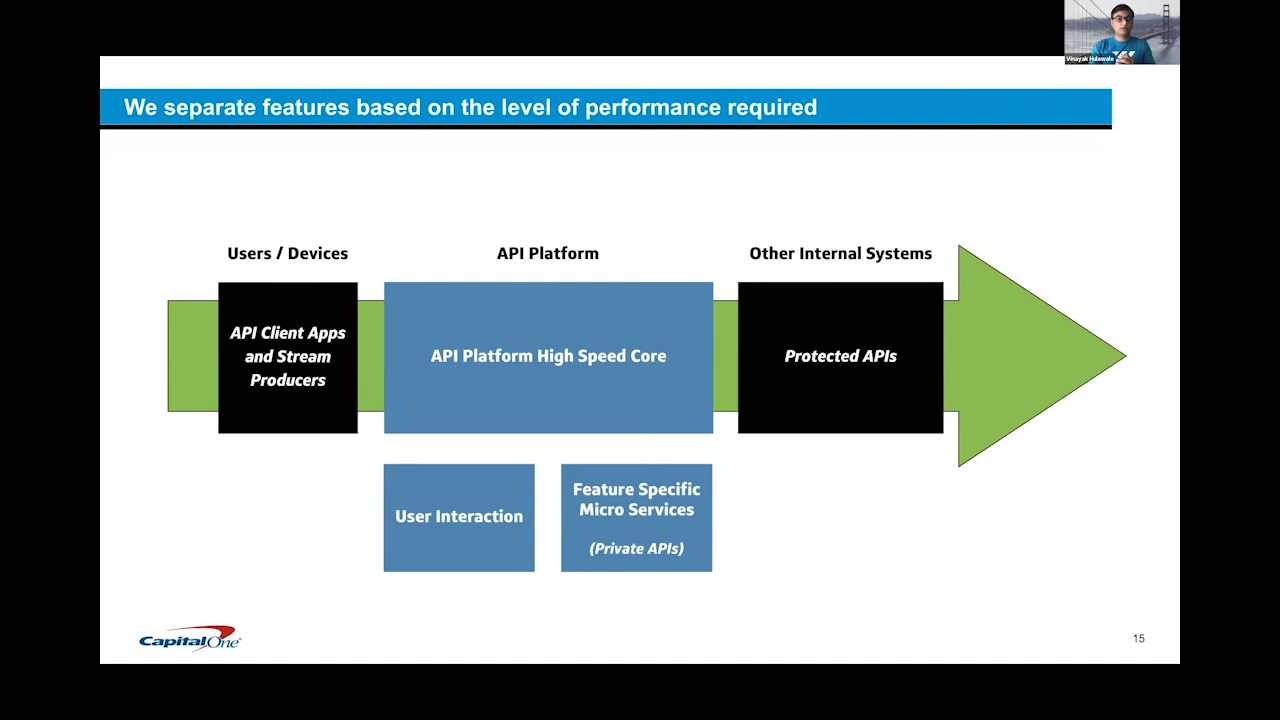 Vinayak Hulawale
We separate features based on the level of performance required
Users / Devices
API Platform
Other Internal Systems
API Client Apps
and Stream
Producers
API Platform High Speed Core
Protected APIs
User Interaction
Feature Specific
Micro Services
(Private APIs)
CapitalOne®
15